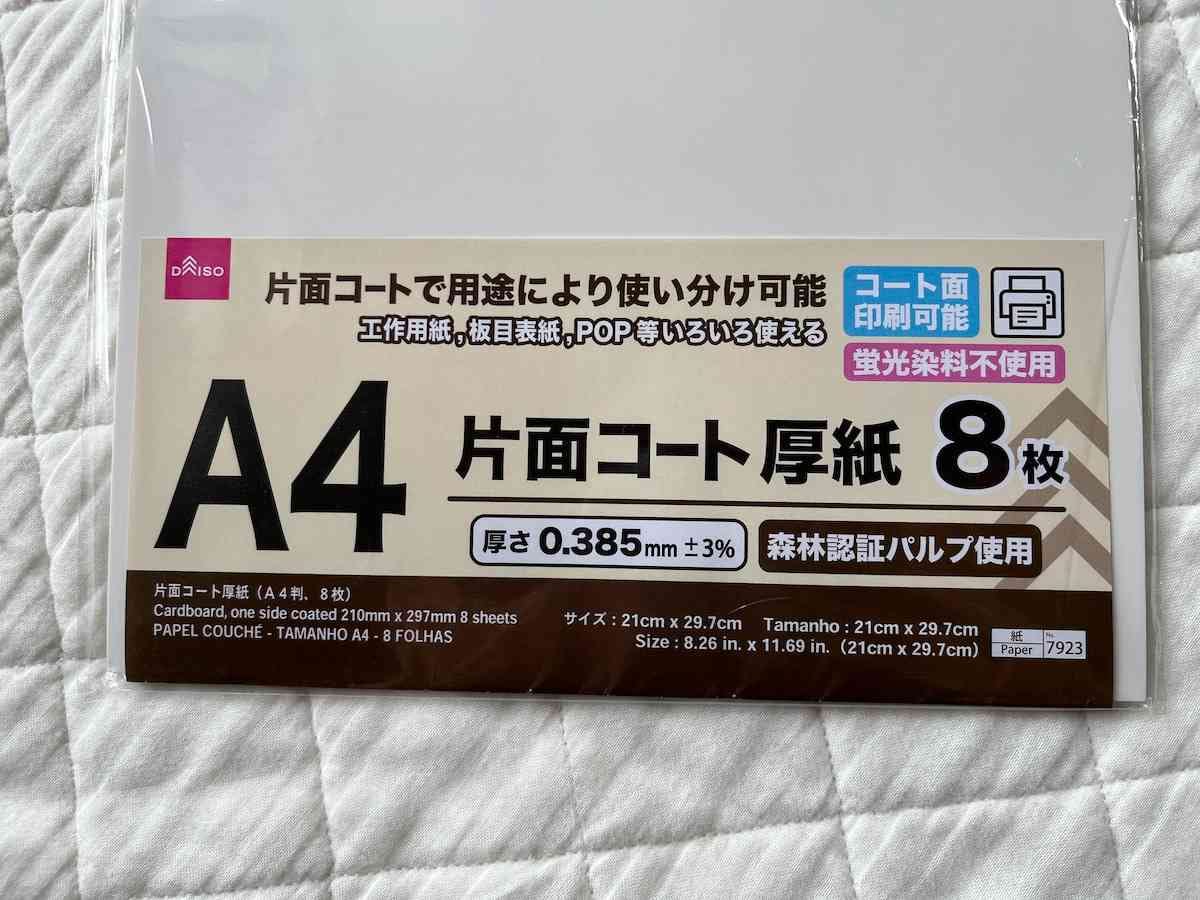 DAISO
片面コートで用途により使い分け可能
工作用紙,板目表紙,POP等いろいろ使える
コート面
印刷可能
蛍光染料不使用
A4 片面コート厚紙 8枚
厚さ 0.385mm ±3%
森林認証パルプ使用
片面コート厚紙(A4判、8枚)
Cardboard, one side coated 210mm x 297mm 8 sheets
PAPEL COUCHÉ - TAMANHO A4 - 8 FOLHAS
サイズ : 21cm x 29.7cm Tamanho : 21cm x 29.7cm
Size : 8.26 in. x 11.69 in. (21cm x 29.7cm)
紙
Paper
No.
7923